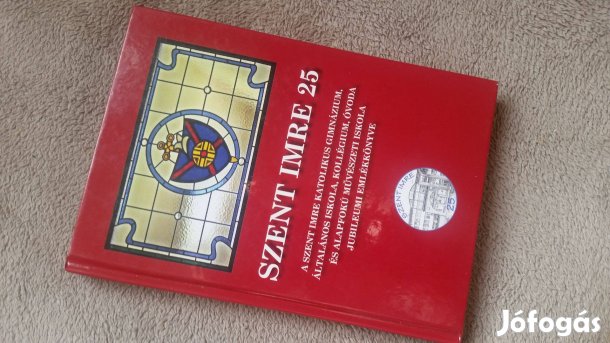 SZENT IMRE 25
A SZENT IMRE KATOLIKUS GIMNÁZIUM,
ÁLTALÁNOS ISKOLA, KOLLÉGIUM, ÓVODA
ÉS ALAPFOKÚ MŰVÉSZETI ISKOLA
JUBILEUMI EMLÉKKÖNYVE
SZENT IMRE
25
Jófogás